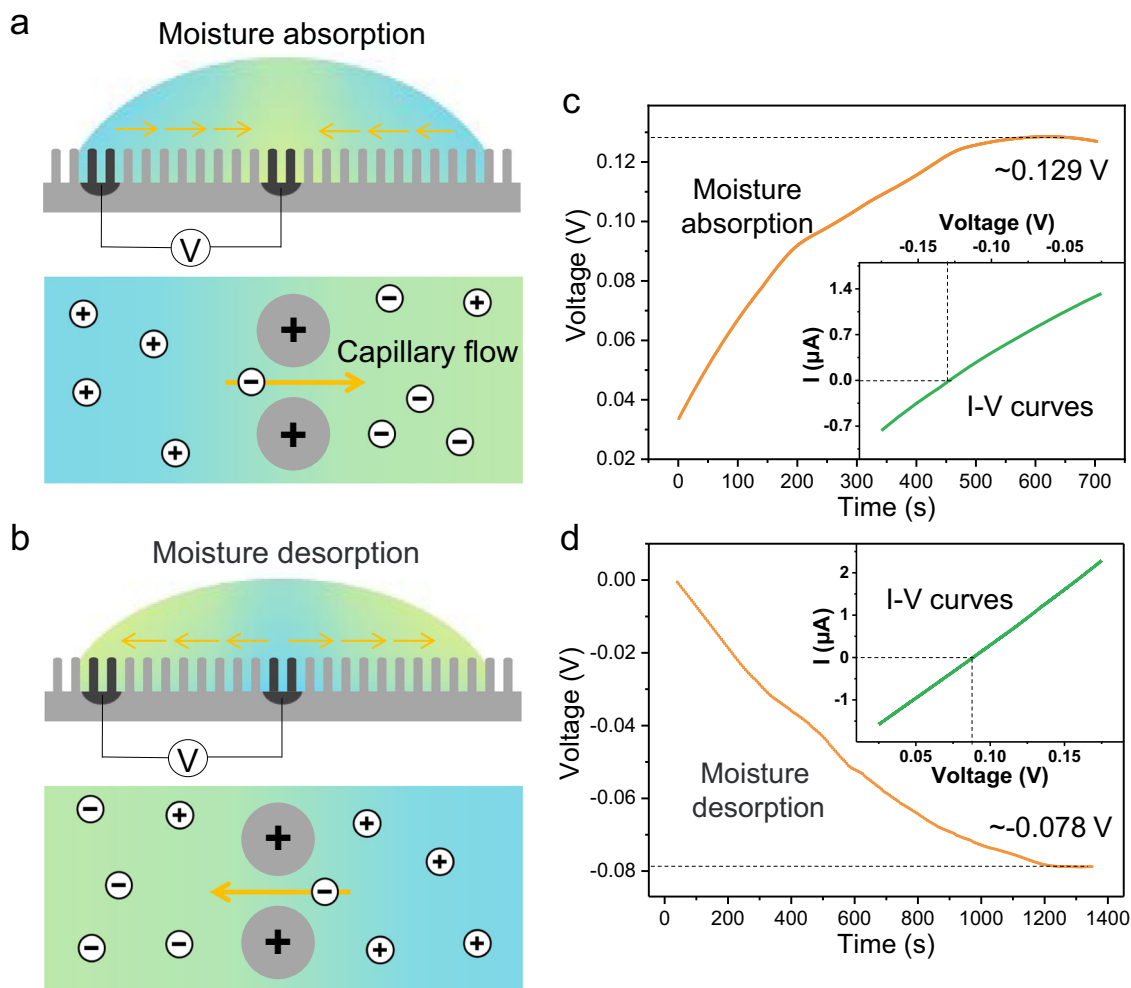 a
Moisture absorption
V
+
+
+
+
+
+
−
−
Capillary flow
+
−
−
−
−
b
Moisture desorption
V
−
+
−
−
−
+
+
−
+
+
+
+
c
0.12
0.10
0.08
0.06
0.04
0.02
Voltage (V)
0
100
200
300
400
500
600
700
Time (s)
Moisture
absorption
~0.129 V
Voltage (V)
-0.15
-0.10
-0.05
1.4
0.7
0.0
-0.7
I (μA)
I-V curves
d
0.00
-0.02
-0.04
-0.06
-0.08
Voltage (V)
0
200
400
600
800
1000
1200
1400
Time (s)
Moisture
desorption
~-0.078 V
I-V curves
2
1
0
-1
I (μA)
0.05
0.10
0.15
Voltage (V)